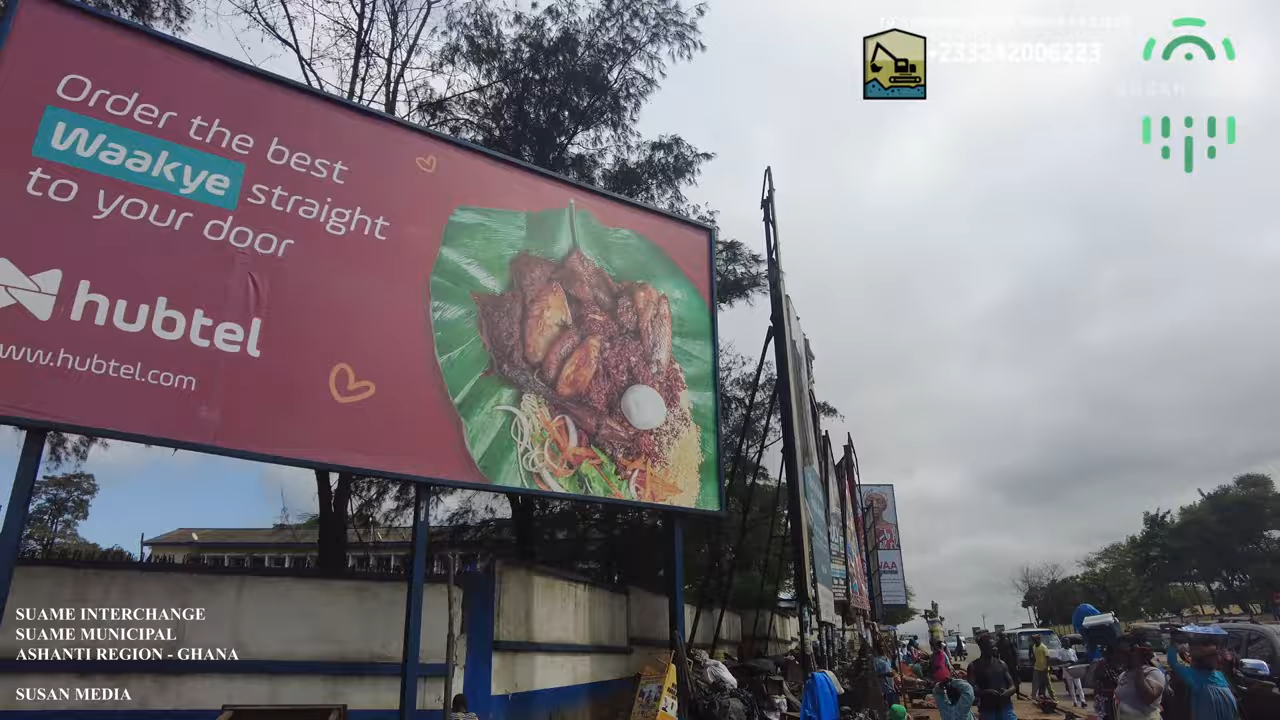 Order the best
Waakye straight
to your door
hubtel
www.hubtel.com
+233242006223
SUAME INTERCHANGE
SUAME MUNICIPAL
ASHANTI REGION - GHANA
SUSAN MEDIA